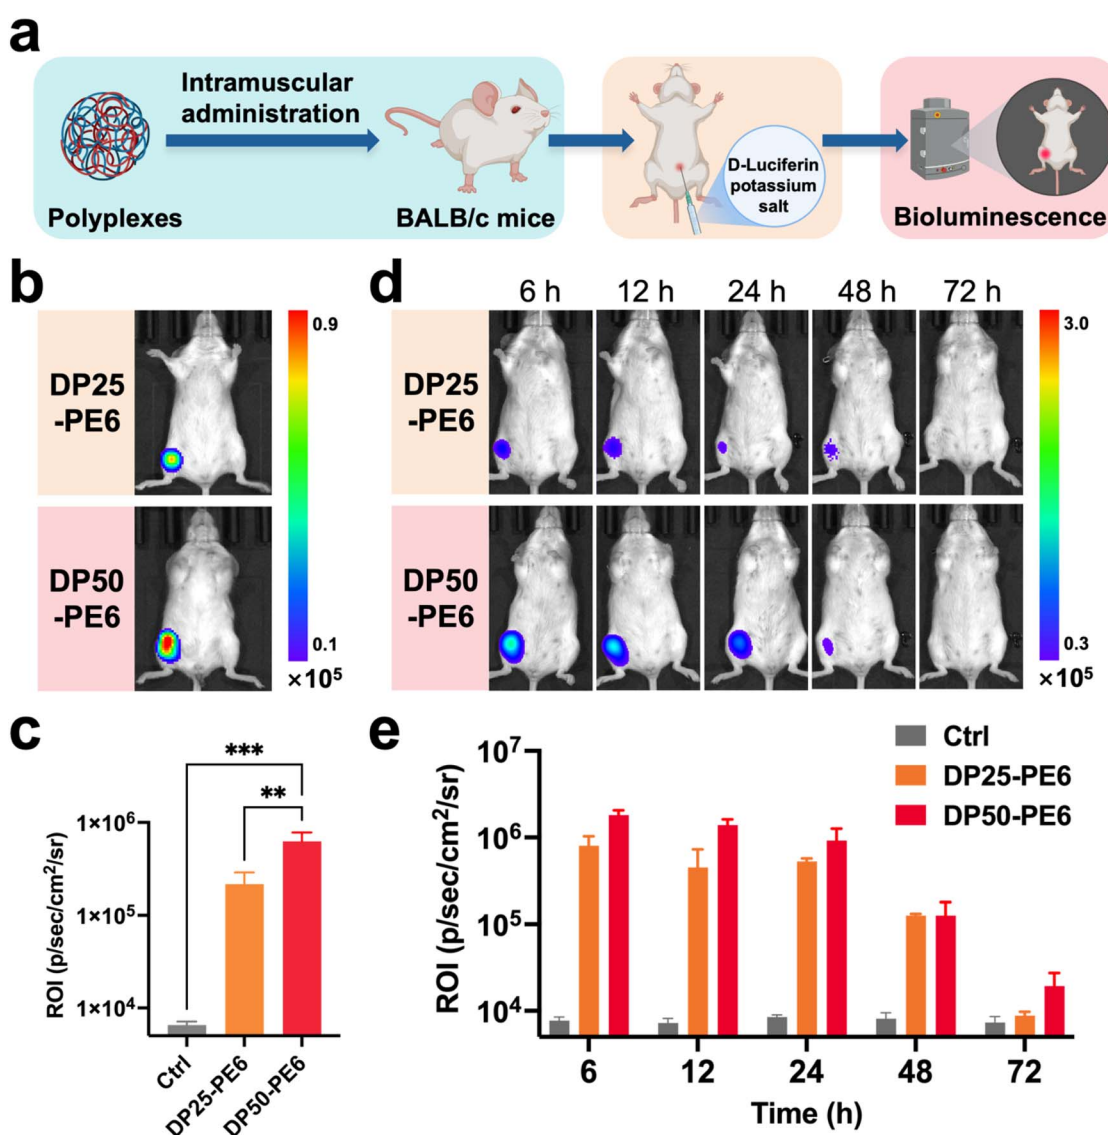 a
Intramuscular
administration
Polyplexes
BALB/c mice
D-Luciferin
potassium
salt
Bioluminescence
b
DP25
-PE6
DP50
-PE6
0.9
0.1
×10⁵
d
6 h 12 h 24 h 48 h 72 h
DP25
-PE6
DP50
-PE6
3.0
0.3
×10⁵
c
ROI (p/sec/cm²/sr)
1×10⁶
1×10⁵
1×10⁴
***
**
Ctrl
DP25-PE6
DP50-PE6
e
ROI (p/sec/cm²/sr)
10⁷
10⁶
10⁵
10⁴
Ctrl
DP25-PE6
DP50-PE6
6 12 24 48 72
Time (h)